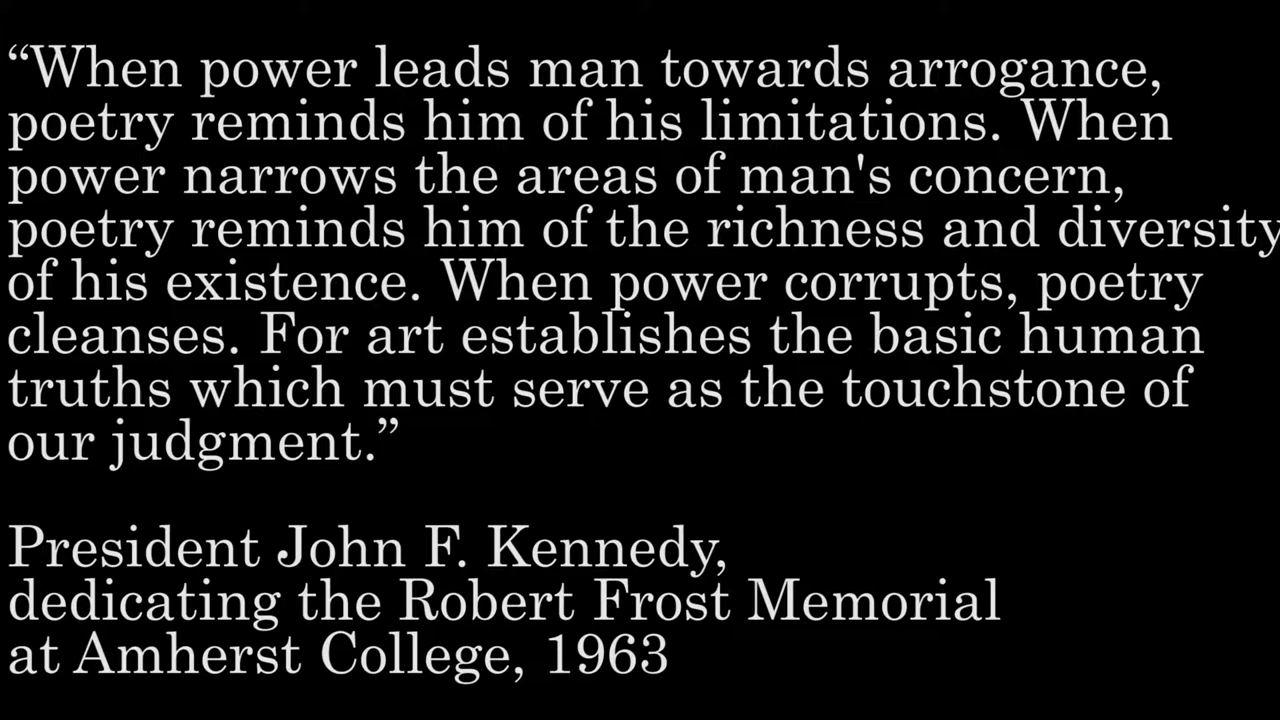 “When power leads man towards arrogance,
poetry reminds him of his limitations. When
power narrows the areas of man's concern,
poetry reminds him of the richness and diversity
of his existence. When power corrupts, poetry
cleanses. For art establishes the basic human
truths which must serve as the touchstone of
our judgment.”
President John F. Kennedy,
dedicating the Robert Frost Memorial
at Amherst College, 1963